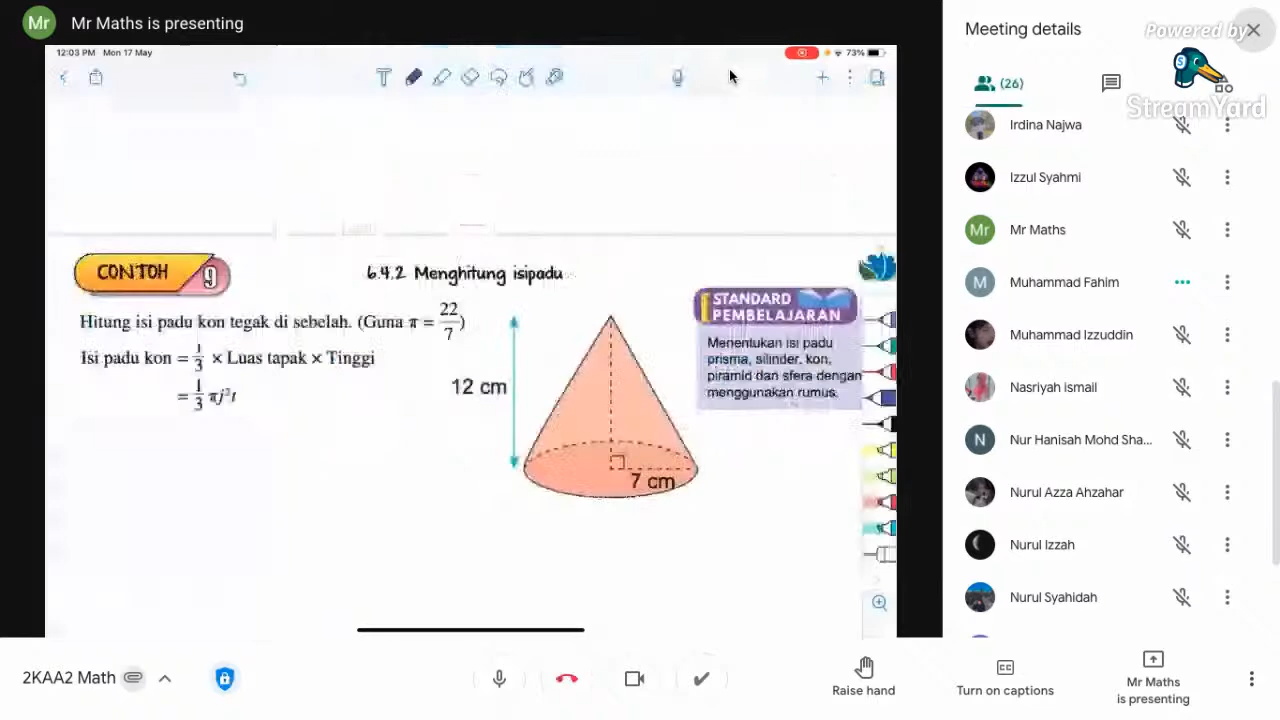 Mr
Mr Maths is presenting
12:03 PM Mon 17 May
73%
CONTOH 9
6.4.2 Menghitung isipadu
Hitung isi padu kon tegak di sebelah. (Guna π = 22/7)
Isi padu kon = 1/3 × Luas tapak × Tinggi
= 1/3 πj²t
12 cm
7 cm
STANDARD
PEMBELAJARAN
Menentukan isi padu
prisma, silinder, kon,
piramid dan sfera dengan
menggunakan rumus.
Meeting details
Powered by
StreamYard
(26)
Irdina Najwa
Izzul Syahmi
Mr
Mr Maths
M
Muhammad Fahim
Muhammad Izzuddin
Nasriyah ismail
N
Nur Hanisah Mohd Sha...
Nurul Azza Ahzahar
Nurul Izzah
Nurul Syahidah
2KAA2 Math
Raise hand
Turn on captions
Mr Maths
is presenting